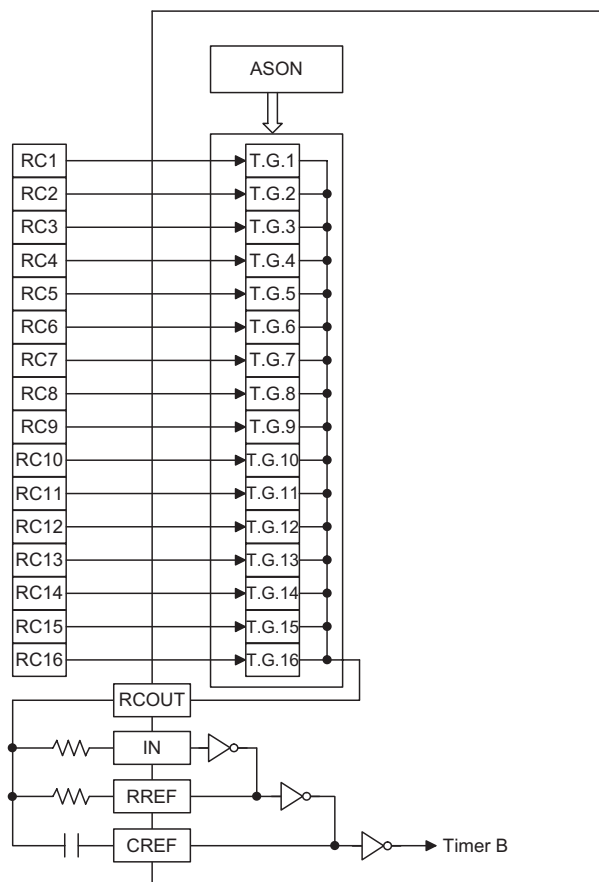 ASON
RC1 T.G.1
RC2 T.G.2
RC3 T.G.3
RC4 T.G.4
RC5 T.G.5
RC6 T.G.6
RC7 T.G.7
RC8 T.G.8
RC9 T.G.9
RC10 T.G.10
RC11 T.G.11
RC12 T.G.12
RC13 T.G.13
RC14 T.G.14
RC15 T.G.15
RC16 T.G.16
RCOUT
IN
RREF
CREF Timer B